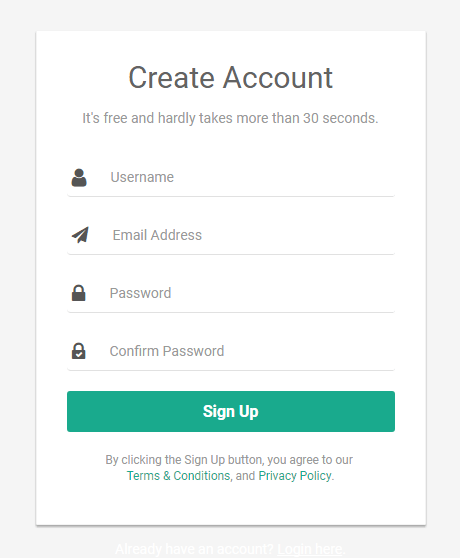 Create Account
It's free and hardly takes more than 30 seconds.
Username
Email Address
Password
Confirm Password
Sign Up
By clicking the Sign Up button, you agree to our
Terms & Conditions, and Privacy Policy.
Already have an account? Login here.